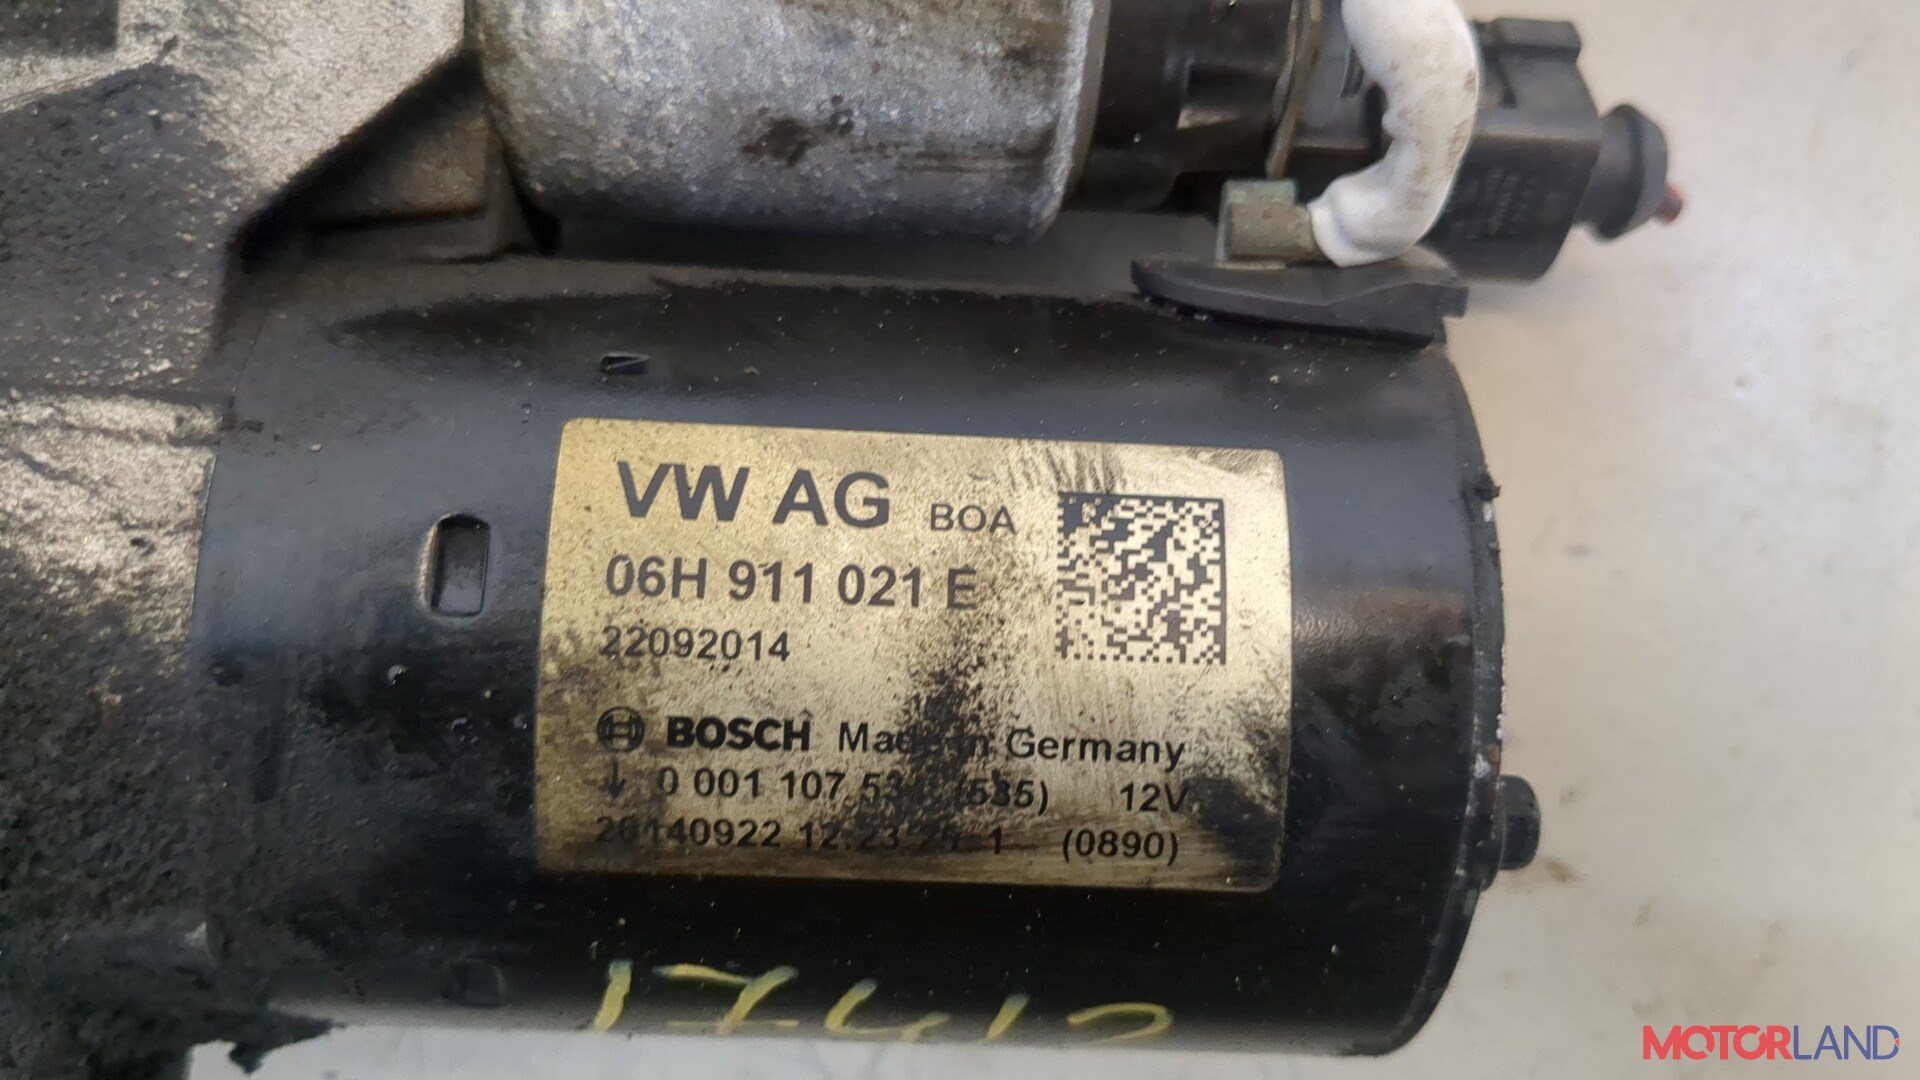 VW AG BOA
06H 911 021 E
22092014
BOSCH Made in Germany
0 001 107 (535) 12V
20140922 12:23 1 (0890)
MOTORLAND